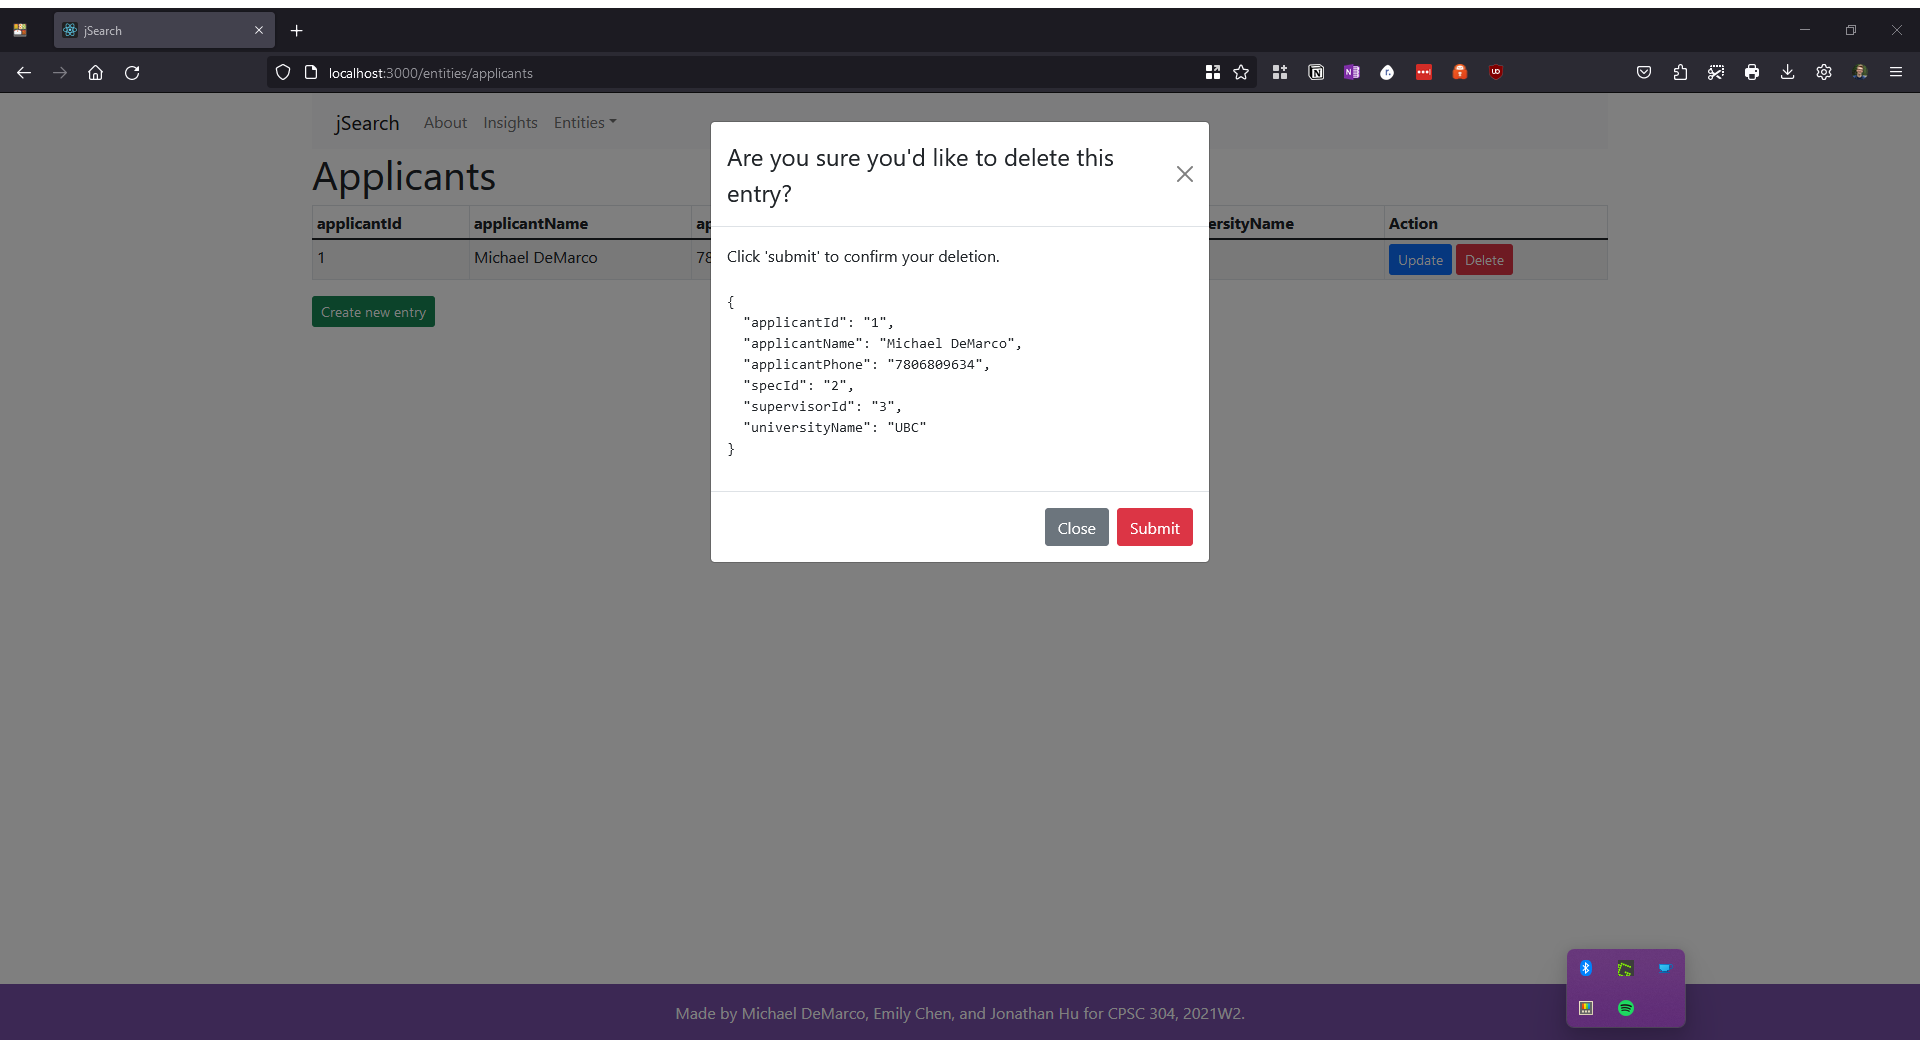 jSearch
localhost:3000/entities/applicants
jSearch About Insights Entities
Applicants
applicantId applicantName ap ersityName Action
1 Michael DeMarco 78 Update Delete
Create new entry
Are you sure you'd like to delete this
entry?
Click 'submit' to confirm your deletion.
{
"applicantId": "1",
"applicantName": "Michael DeMarco",
"applicantPhone": "7806809634",
"specId": "2",
"supervisorId": "3",
"universityName": "UBC"
}
Close Submit
Made by Michael DeMarco, Emily Chen, and Jonathan Hu for CPSC 304, 2021W2.